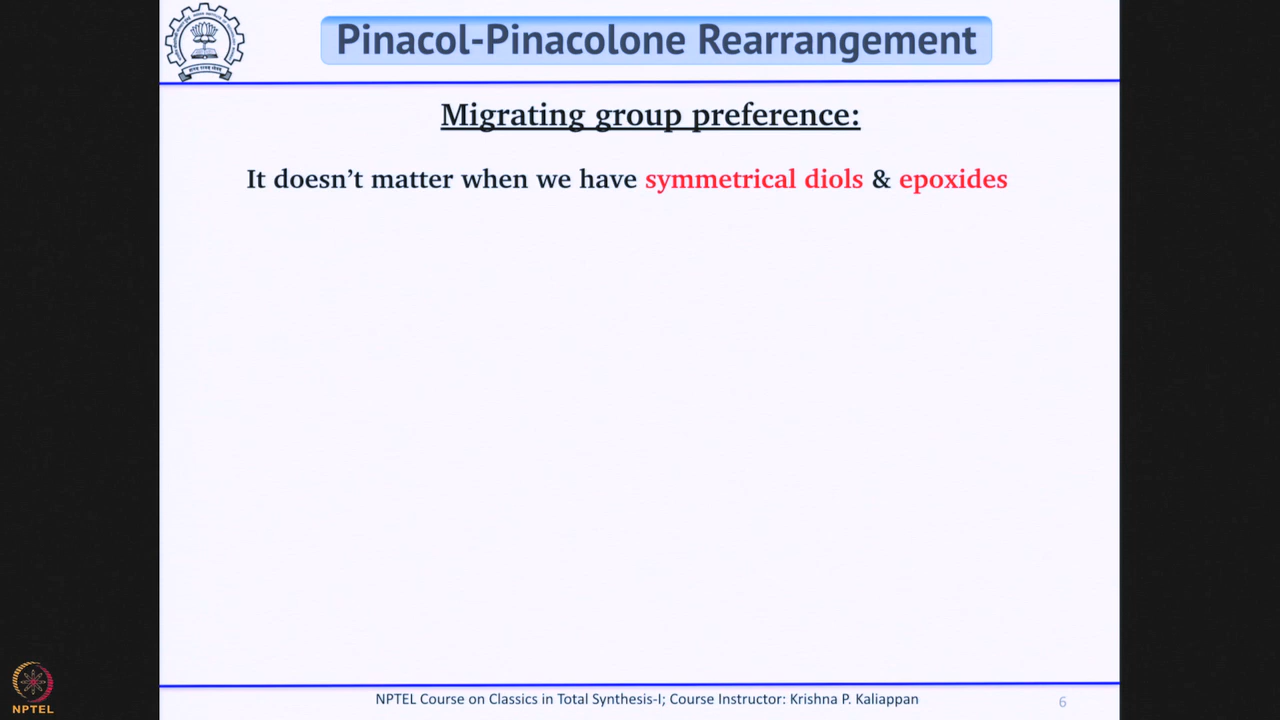 Pinacol-Pinacolone Rearrangement
Migrating group preference:
It doesn’t matter when we have symmetrical diols & epoxides
NPTEL Course on Classics in Total Synthesis-I; Course Instructor: Krishna P. Kaliappan
6
NPTEL